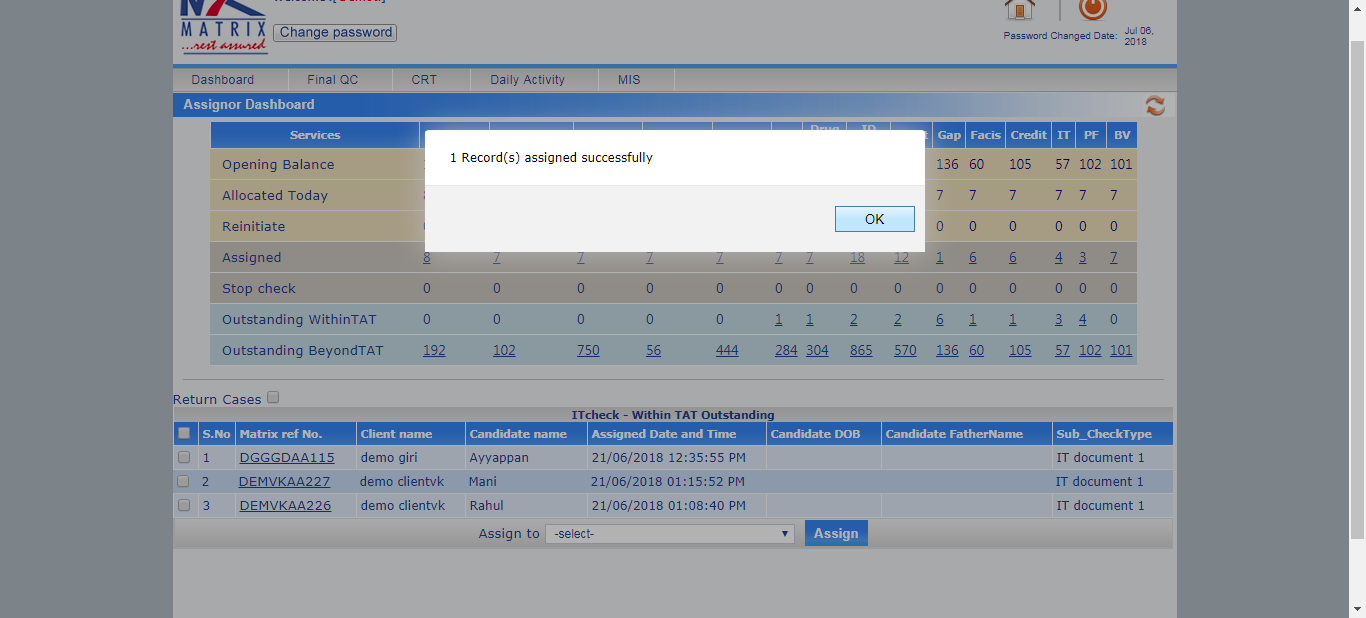 MATRIX
...rest assured
Change password
Password Changed Date: Jul 06, 2018
Dashboard Final QC CRT Daily Activity MIS
Assignor Dashboard
Services Gap Facis Credit IT PF BV
1 Record(s) assigned successfully
OK
Opening Balance 136 60 105 57 102 101
Allocated Today 7 7 7 7 7 7
Reinitiate 0 0 0 0 0 0
Assigned 8 7 7 7 7 7 7 18 12 1 6 6 4 3 7
Stop check 0 0 0 0 0 0 0 0 0 0 0 0 0 0 0
Outstanding WithinTAT 0 0 0 0 0 1 1 2 2 6 1 1 3 4 0
Outstanding BeyondTAT 192 102 750 56 444 284 304 865 570 136 60 105 57 102 101
Return Cases
ITcheck - Within TAT Outstanding
S.No Matrix ref No. Client name Candidate name Assigned Date and Time Candidate DOB Candidate FatherName Sub_CheckType
1 DGGGDAA115 demo giri Ayyappan 21/06/2018 12:35:55 PM IT document 1
2 DEMVKAA227 demo clientvk Mani 21/06/2018 01:15:52 PM IT document 1
3 DEMVKAA226 demo clientvk Rahul 21/06/2018 01:08:40 PM IT document 1
Assign to -select- Assign